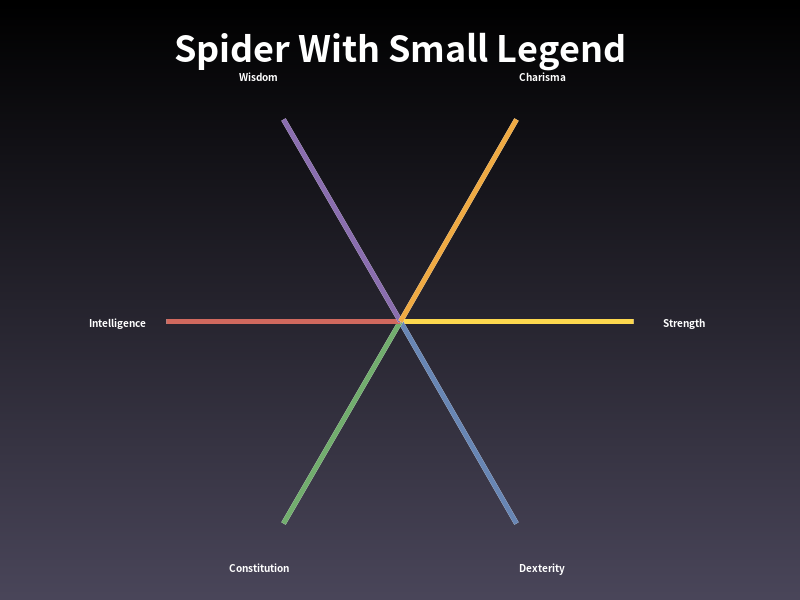 Spider With Small Legend
Wisdom
Charisma
Intelligence
Strength
Constitution
Dexterity